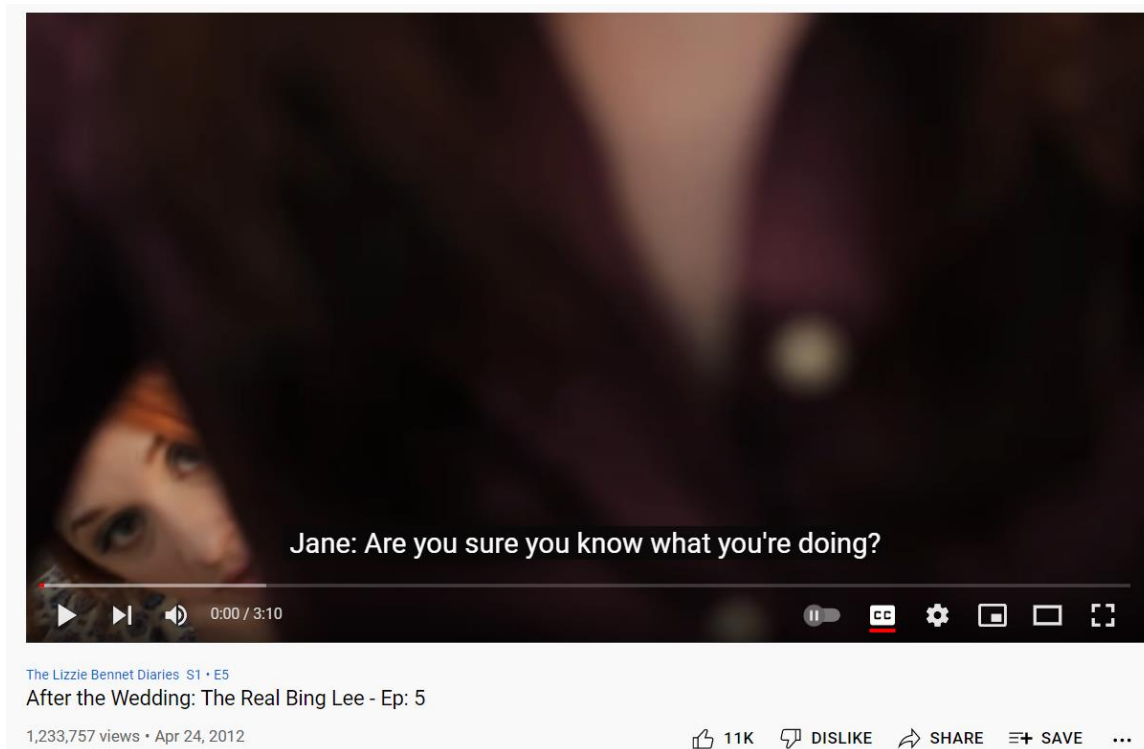 Jane: Are you sure you know what you're doing?
0:00 / 3:10
CC
The Lizzie Bennet Diaries S1 • E5
After the Wedding: The Real Bing Lee - Ep: 5
1,233,757 views • Apr 24, 2012 11K DISLIKE SHARE SAVE ...